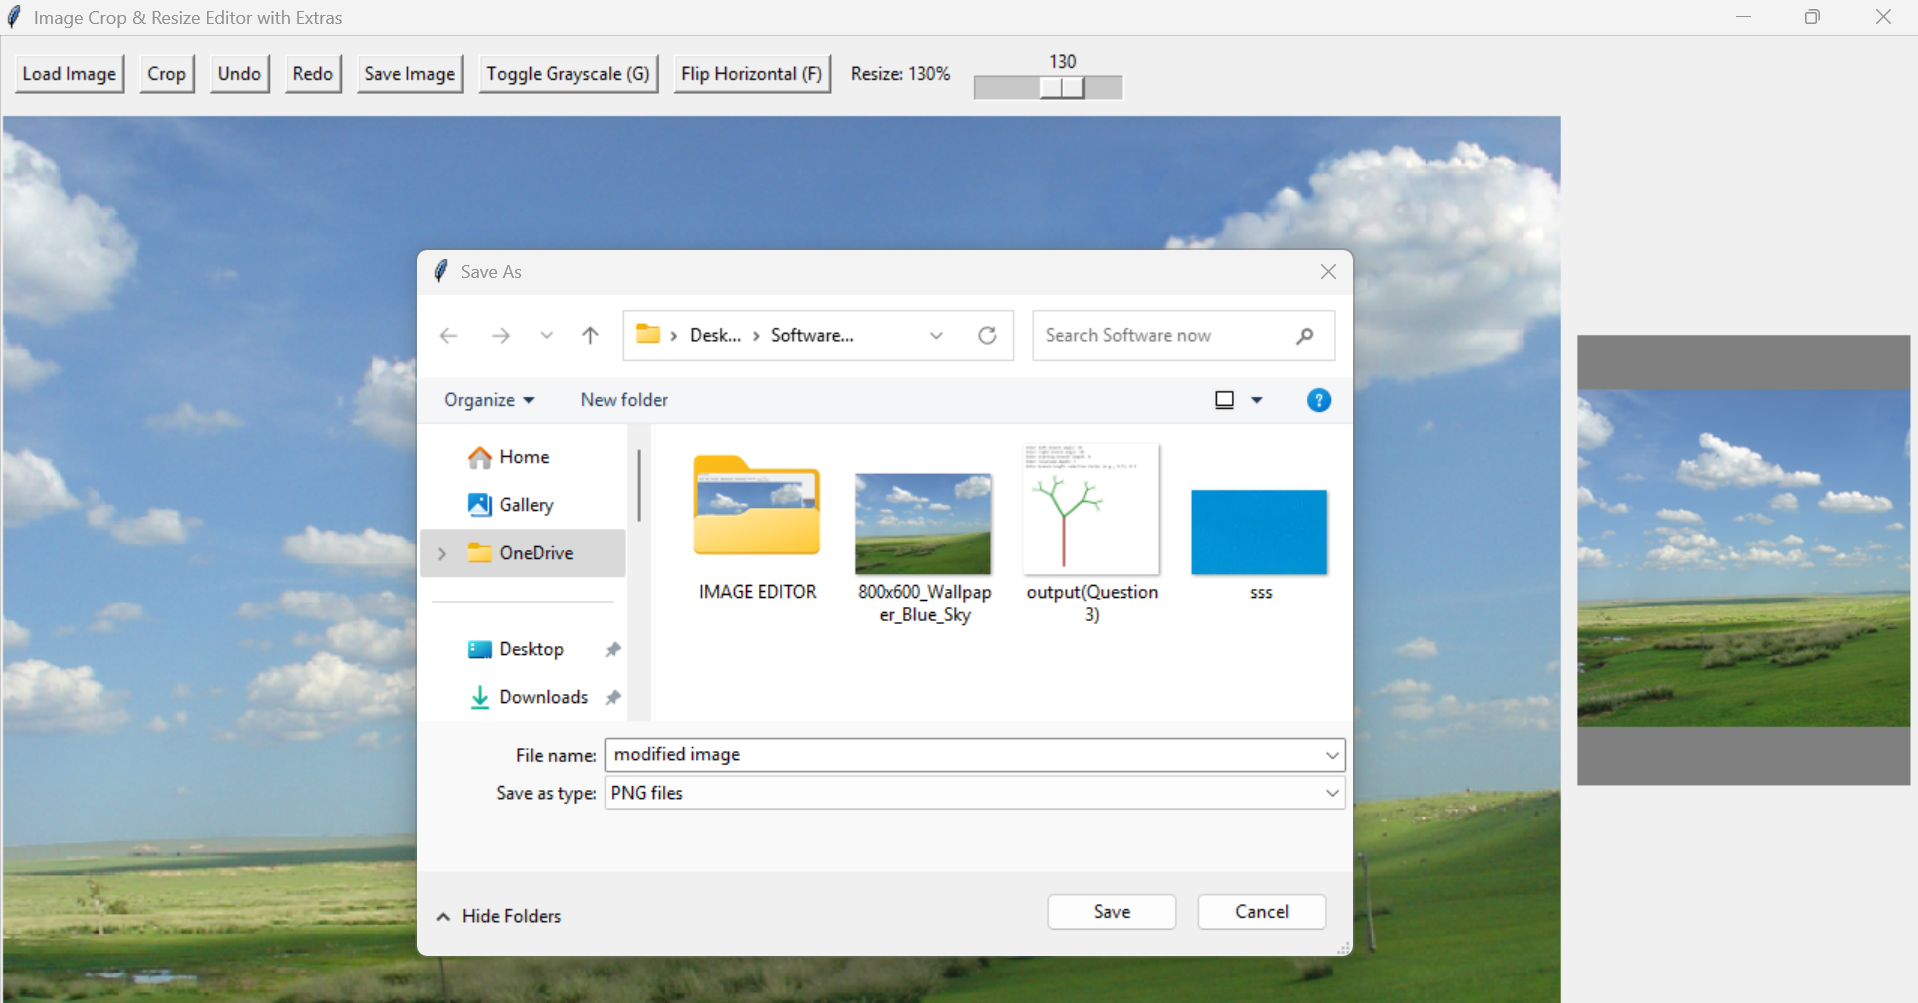 Image Crop & Resize Editor with Extras
Load Image Crop Undo Redo Save Image Toggle Grayscale (G) Flip Horizontal (F) Resize: 130% 130
Save As
Desk... Software... Search Software now
Organize New folder
Home
Gallery
OneDrive
Desktop
Downloads
IMAGE EDITOR
800x600_Wallpap
er_Blue_Sky
output(Question
3)
sss
File name: modified image
Save as type: PNG files
Hide Folders Save Cancel